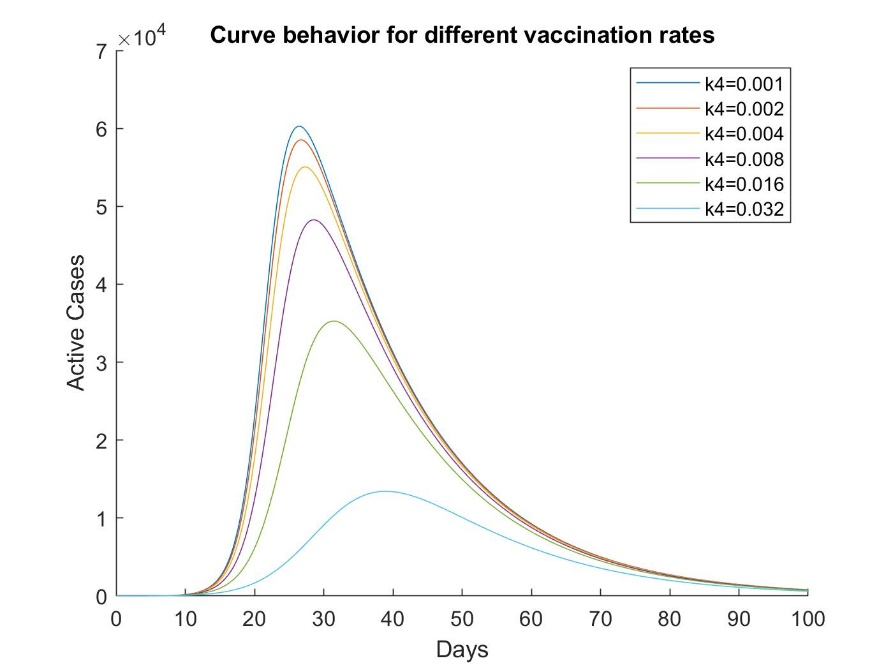 Curve behavior for different vaccination rates
×10⁴
7
6
5
4
3
2
1
0
Active Cases
k4=0.001
k4=0.002
k4=0.004
k4=0.008
k4=0.016
k4=0.032
0 10 20 30 40 50 60 70 80 90 100
Days